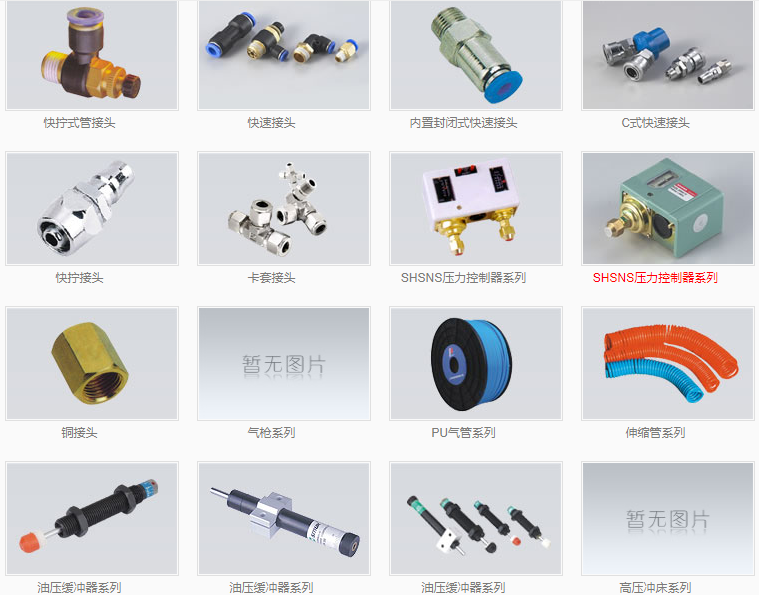 快拧式管接头
快速接头
内置封闭式快速接头
C式快速接头
快拧接头
卡套接头
SHSNS压力控制器系列
SHSNS压力控制器系列
铜接头
暂无图片
气枪系列
PU气管系列
伸缩管系列
油压缓冲器系列
油压缓冲器系列
油压缓冲器系列
暂无图片
高压冲床系列